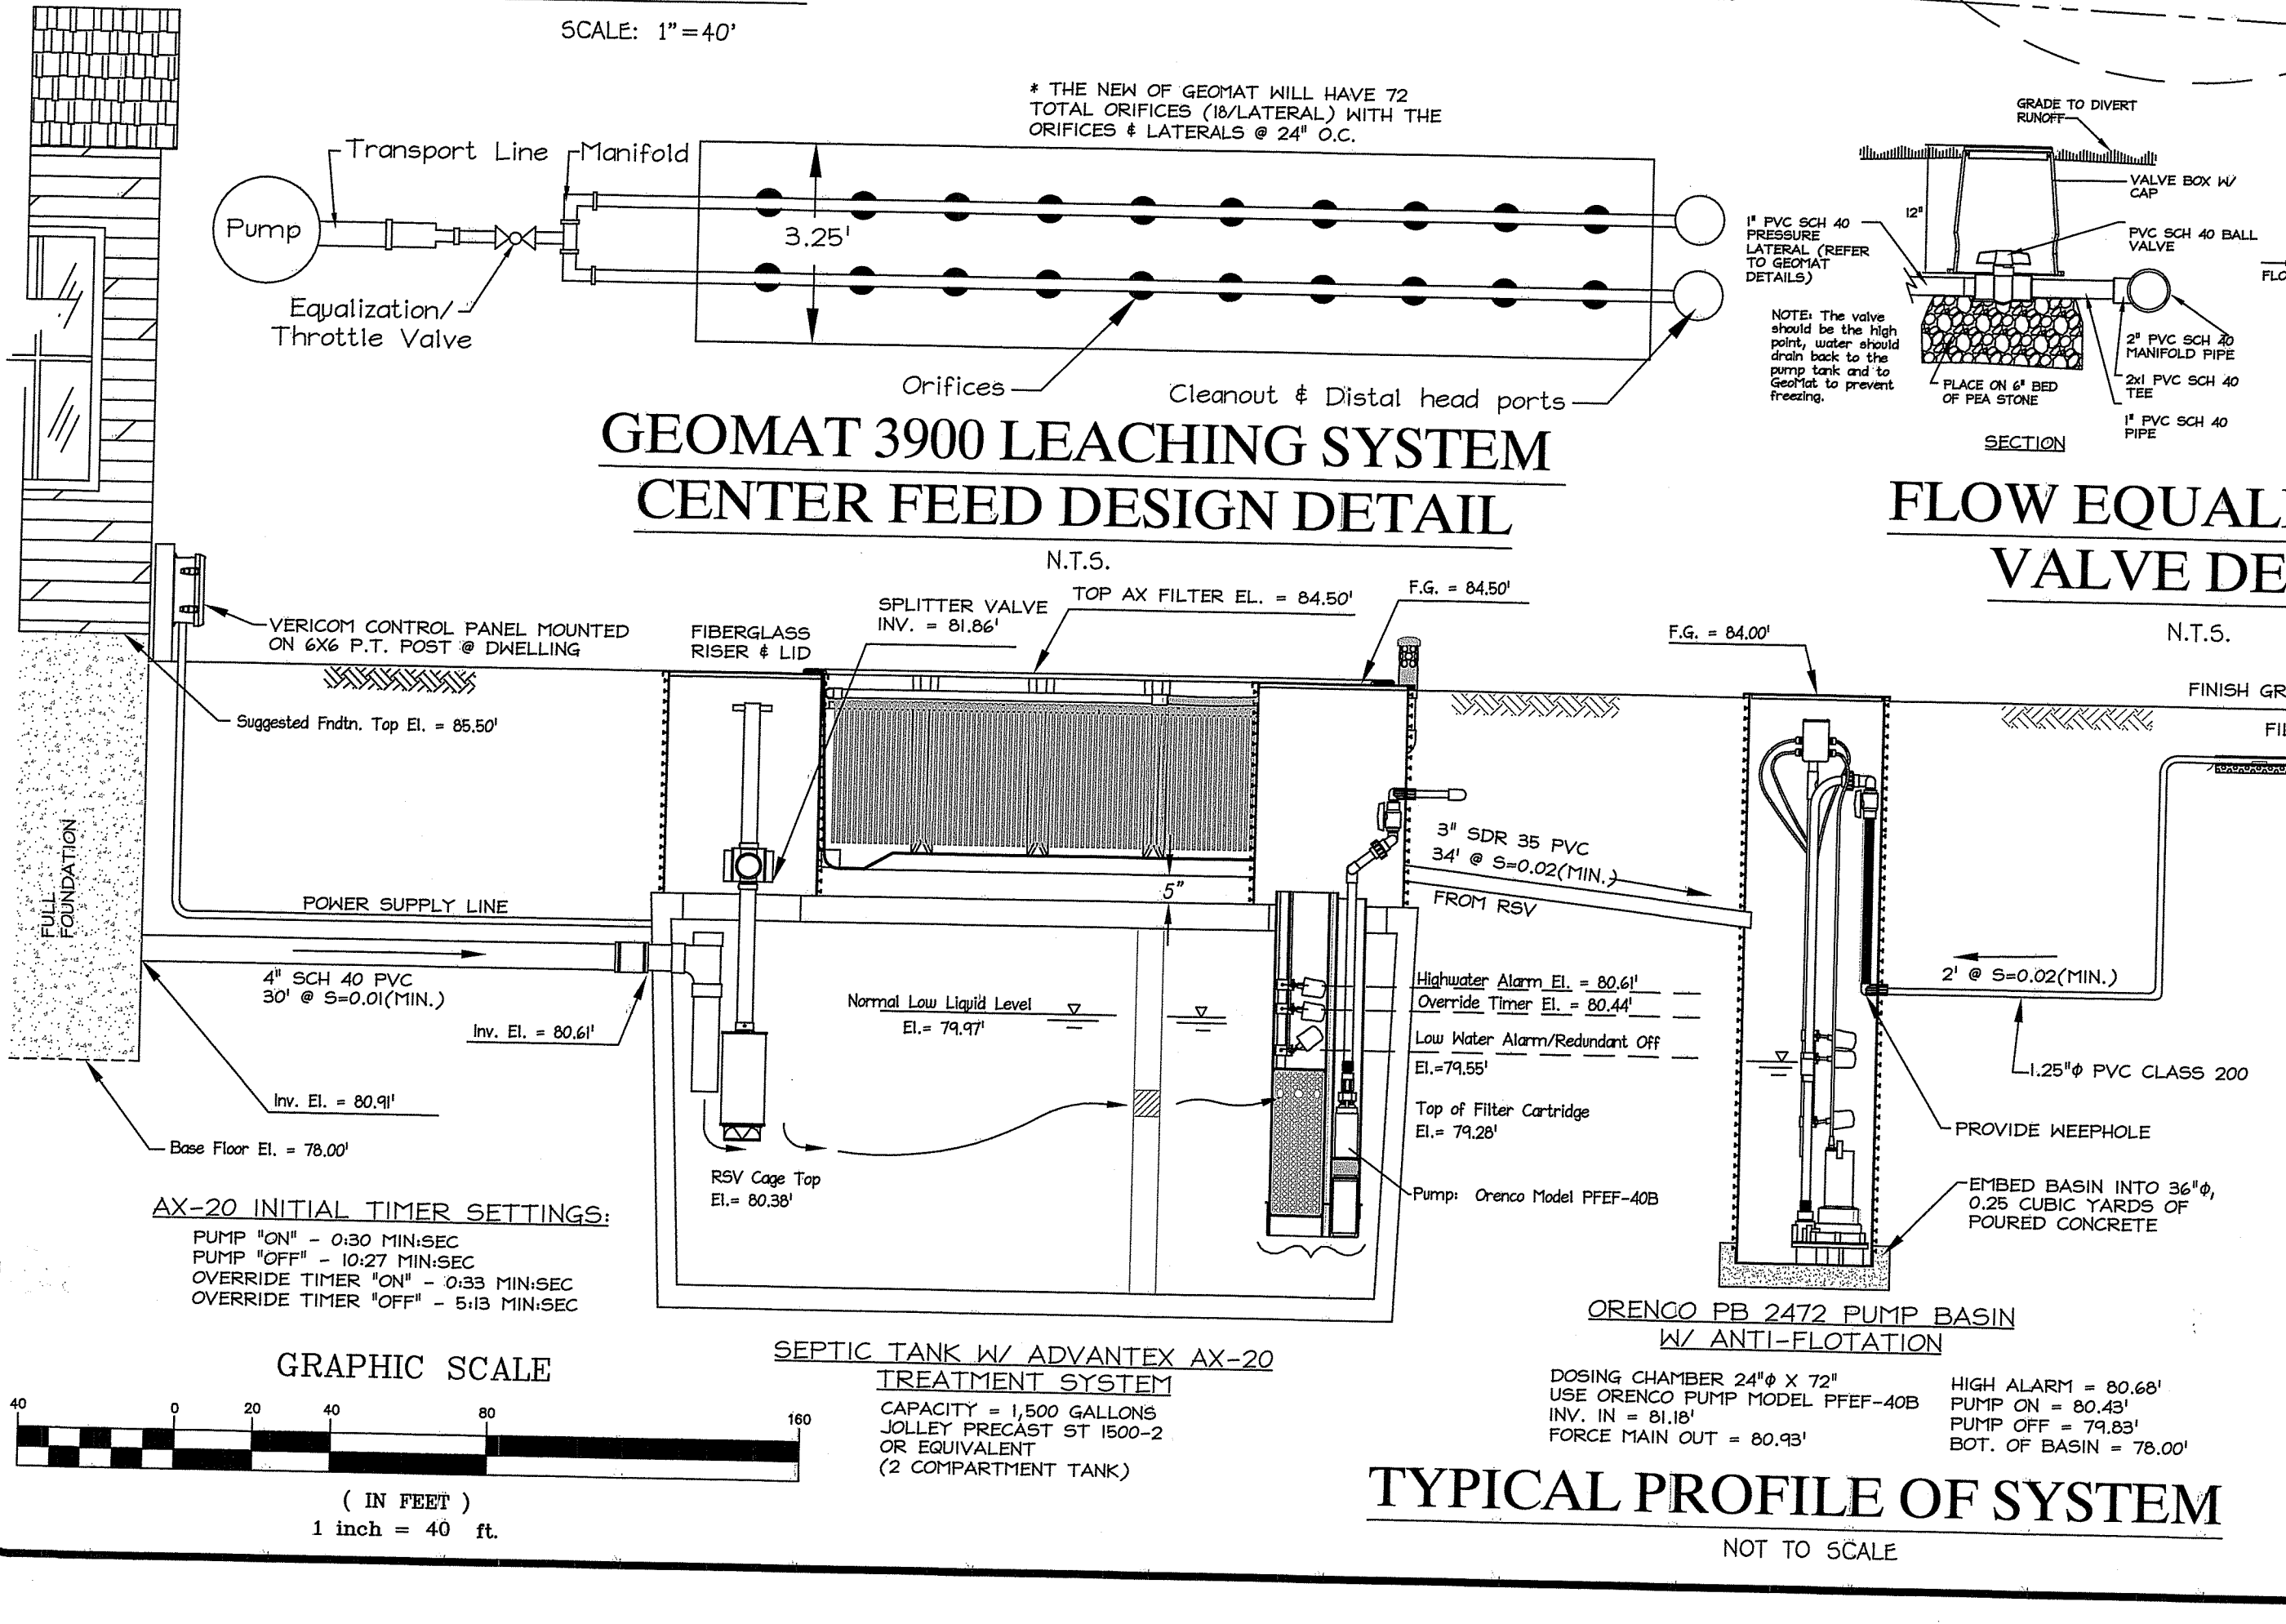 SCALE: 1"=40'
* THE NEW OF GEOMAT WILL HAVE 72
TOTAL ORIFICES (18/LATERAL) WITH THE
ORIFICES & LATERALS @ 24" O.C.
Transport Line
Manifold
Pump
3.25'
Equalization/
Throttle Valve
Orifices
Cleanout & Distal head ports
GEOMAT 3900 LEACHING SYSTEM
CENTER FEED DESIGN DETAIL
N.T.S.
GRADE TO DIVERT
RUNOFF
VALVE BOX W/
CAP
12"
1" PVC SCH 40
PRESSURE
LATERAL (REFER
TO GEOMAT
DETAILS)
PVC SCH 40 BALL
VALVE
FLO
NOTE: The valve
should be the high
point, water should
drain back to the
pump tank and to
GeoMat to prevent
freezing.
2" PVC SCH 40
MANIFOLD PIPE
PLACE ON 6" BED
OF PEA STONE
2x1 PVC SCH 40
TEE
1" PVC SCH 40
PIPE
SECTION
FLOW EQUALI
VALVE DE
N.T.S.
VERICOM CONTROL PANEL MOUNTED
ON 6X6 P.T. POST @ DWELLING
FIBERGLASS
RISER & LID
SPLITTER VALVE
INV. = 81.86'
TOP AX FILTER EL. = 84.50'
F.G. = 84.50'
F.G. = 84.00'
FINISH GR
FI
Suggested Fndtn. Top El. = 85.50'
FULL
FOUNDATION
POWER SUPPLY LINE
4" SCH 40 PVC
30' @ S=0.01(MIN.)
Inv. El. = 80.61'
Inv. El. = 80.91'
Base Floor El. = 78.00'
5"
3" SDR 35 PVC
34' @ S=0.02(MIN.)
FROM RSV
Normal Low Liquid Level
El.= 79.97'
Highwater Alarm El. = 80.61'
Override Timer El. = 80.44'
Low Water Alarm/Redundant Off
El.=79.55'
Top of Filter Cartridge
El.= 79.28'
Pump: Orenco Model PFEF-40B
RSV Cage Top
El.= 80.38'
2' @ S=0.02(MIN.)
1.25"φ PVC CLASS 200
PROVIDE WEEPHOLE
EMBED BASIN INTO 36"φ,
0.25 CUBIC YARDS OF
POURED CONCRETE
AX-20 INITIAL TIMER SETTINGS:
PUMP "ON" - 0:30 MIN:SEC
PUMP "OFF" - 10:27 MIN:SEC
OVERRIDE TIMER "ON" - 0:33 MIN:SEC
OVERRIDE TIMER "OFF" - 5:13 MIN:SEC
GRAPHIC SCALE
40 0 20 40 80 160
( IN FEET )
1 inch = 40 ft.
SEPTIC TANK W/ ADVANTEX AX-20
TREATMENT SYSTEM
CAPACITY = 1,500 GALLONS
JOLLEY PRECAST ST 1500-2
OR EQUIVALENT
(2 COMPARTMENT TANK)
ORENCO PB 2472 PUMP BASIN
W/ ANTI-FLOTATION
DOSING CHAMBER 24"φ X 72"
USE ORENCO PUMP MODEL PFEF-40B
INV. IN = 81.18'
FORCE MAIN OUT = 80.93'
HIGH ALARM = 80.68'
PUMP ON = 80.43'
PUMP OFF = 79.83'
BOT. OF BASIN = 78.00'
TYPICAL PROFILE OF SYSTEM
NOT TO SCALE